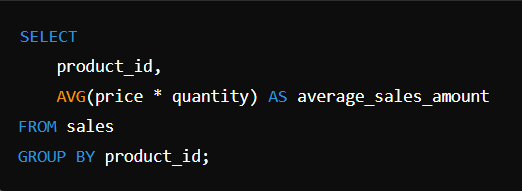 SELECT
    product_id,
    AVG(price * quantity) AS average_sales_amount
FROM sales
GROUP BY product_id;